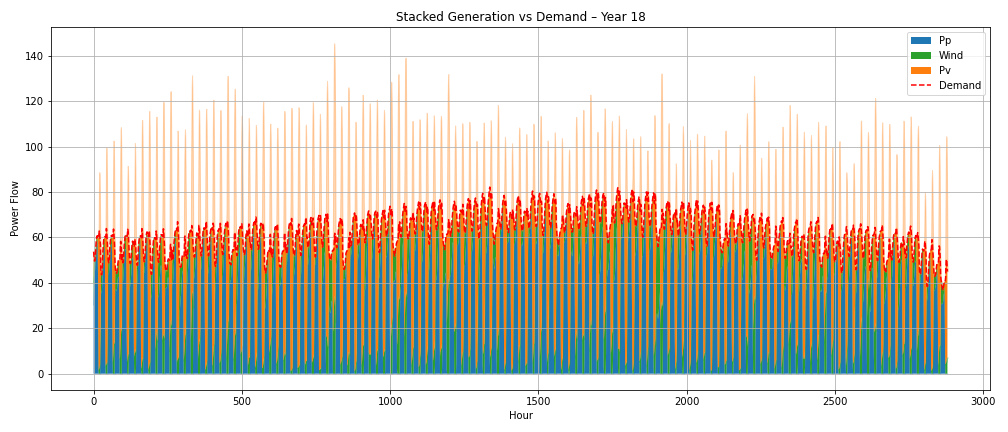 Stacked Generation vs Demand – Year 18
Pp
Wind
Pv
Demand
Power Flow
140
120
100
80
60
40
20
0
0 500 1000 1500 2000 2500 3000
Hour